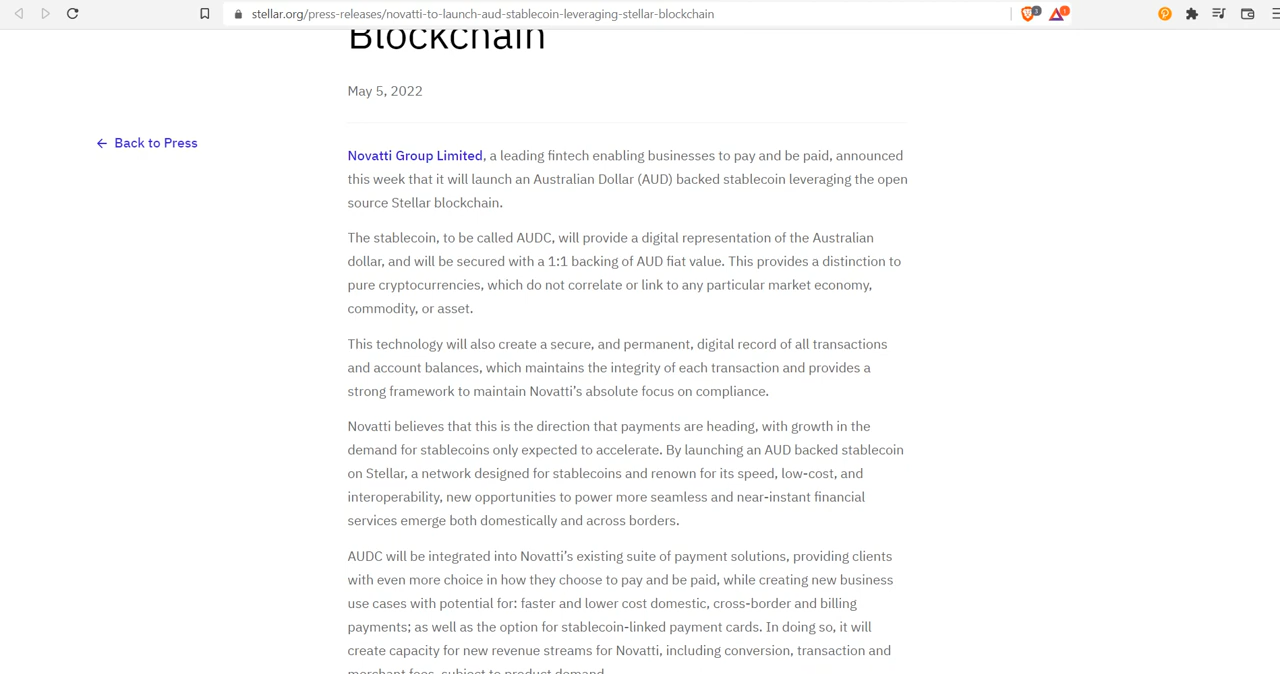 stellar.org/press-releases/novatti-to-launch-aud-stablecoin-leveraging-stellar-blockchain
3
1
Blockchain
May 5, 2022
← Back to Press
Novatti Group Limited, a leading fintech enabling businesses to pay and be paid, announced
this week that it will launch an Australian Dollar (AUD) backed stablecoin leveraging the open
source Stellar blockchain.
The stablecoin, to be called AUDC, will provide a digital representation of the Australian
dollar, and will be secured with a 1:1 backing of AUD fiat value. This provides a distinction to
pure cryptocurrencies, which do not correlate or link to any particular market economy,
commodity, or asset.
This technology will also create a secure, and permanent, digital record of all transactions
and account balances, which maintains the integrity of each transaction and provides a
strong framework to maintain Novatti’s absolute focus on compliance.
Novatti believes that this is the direction that payments are heading, with growth in the
demand for stablecoins only expected to accelerate. By launching an AUD backed stablecoin
on Stellar, a network designed for stablecoins and renown for its speed, low-cost, and
interoperability, new opportunities to power more seamless and near-instant financial
services emerge both domestically and across borders.
AUDC will be integrated into Novatti’s existing suite of payment solutions, providing clients
with even more choice in how they choose to pay and be paid, while creating new business
use cases with potential for: faster and lower cost domestic, cross-border and billing
payments; as well as the option for stablecoin-linked payment cards. In doing so, it will
create capacity for new revenue streams for Novatti, including conversion, transaction and
merchant fees, subject to product demand.